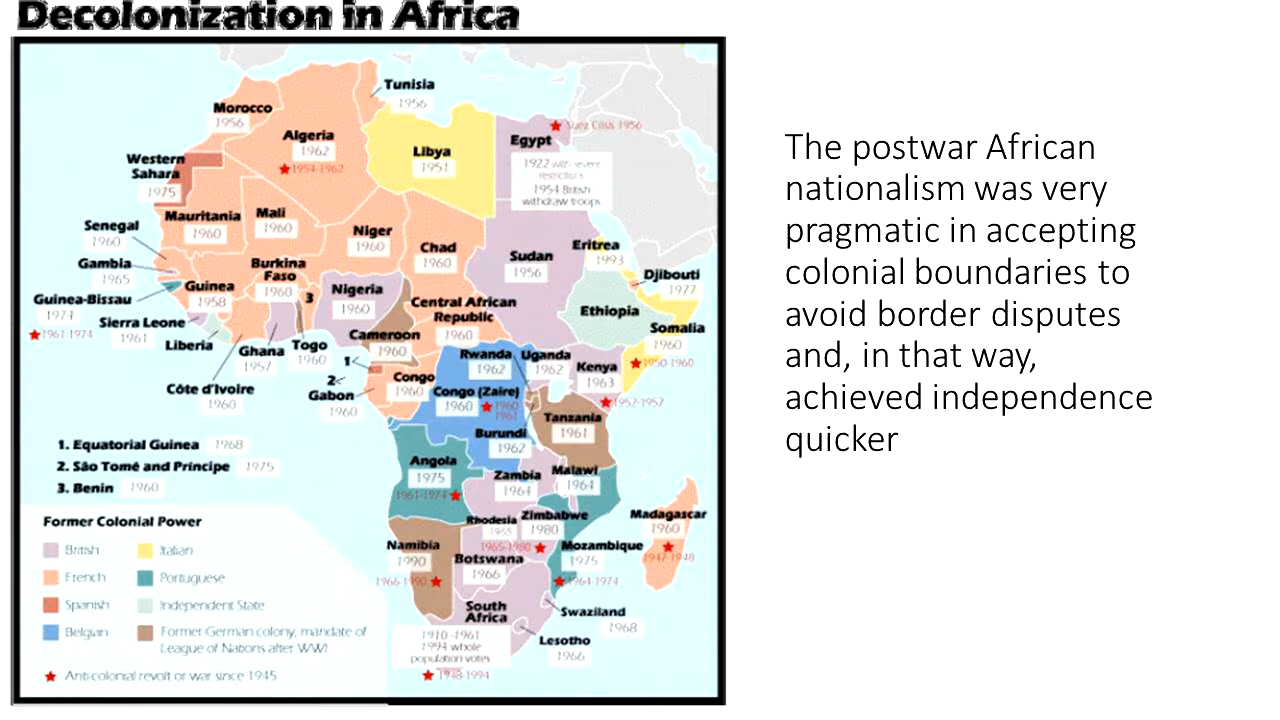 Decolonization in Africa
Tunisia
1956
Morocco
1956
Algeria
1962
1954-1962
Libya
1951
Egypt
Suez Crisis 1956
1922 with severe
restrictions
1954 British
withdraw troops
Western
Sahara
1975
Mauritania
1960
Mali
1960
Niger
1960
Chad
1960
Sudan
1956
Eritrea
1993
Djibouti
1977
Senegal
1960
Gambia
1965
Guinea-Bissau
1974
1961-1974
Guinea
1958
Burkina
Faso
1960
3
Nigeria
1960
Central African
Republic
1960
Ethiopia
Somalia
1960
1950-1960
Sierra Leone
1961
Liberia
Ghana
1957
Togo
1960
Cameroon
1960
Côte d'Ivoire
1960
1
2
Gabon
1960
Congo
1960
Congo (Zaire)
1960
1960
1961
Rwanda
1962
Uganda
1962
Kenya
1963
1952-1957
Burundi
1962
Tanzania
1961
1. Equatorial Guinea 1968
2. São Tomé and Príncipe 1975
3. Benin 1960
Angola
1975
1961-1974
Zambia
1964
Malawi
1964
Rhodesia
Zimbabwe
1980
1965-1980
Mozambique
1975
1964-1974
Madagascar
1960
1947-1948
Namibia
1990
1966-1990
Botswana
1966
South
Africa
1910-1961
1994 whole
population votes
1948-1994
Swaziland
1968
Lesotho
1966
Former Colonial Power
British
Italian
French
Portuguese
Spanish
Independent State
Belgian
Former German colony, mandate of
League of Nations after WWI
Anticolonial revolt or war since 1945
The postwar African
nationalism was very
pragmatic in accepting
colonial boundaries to
avoid border disputes
and, in that way,
achieved independence
quicker